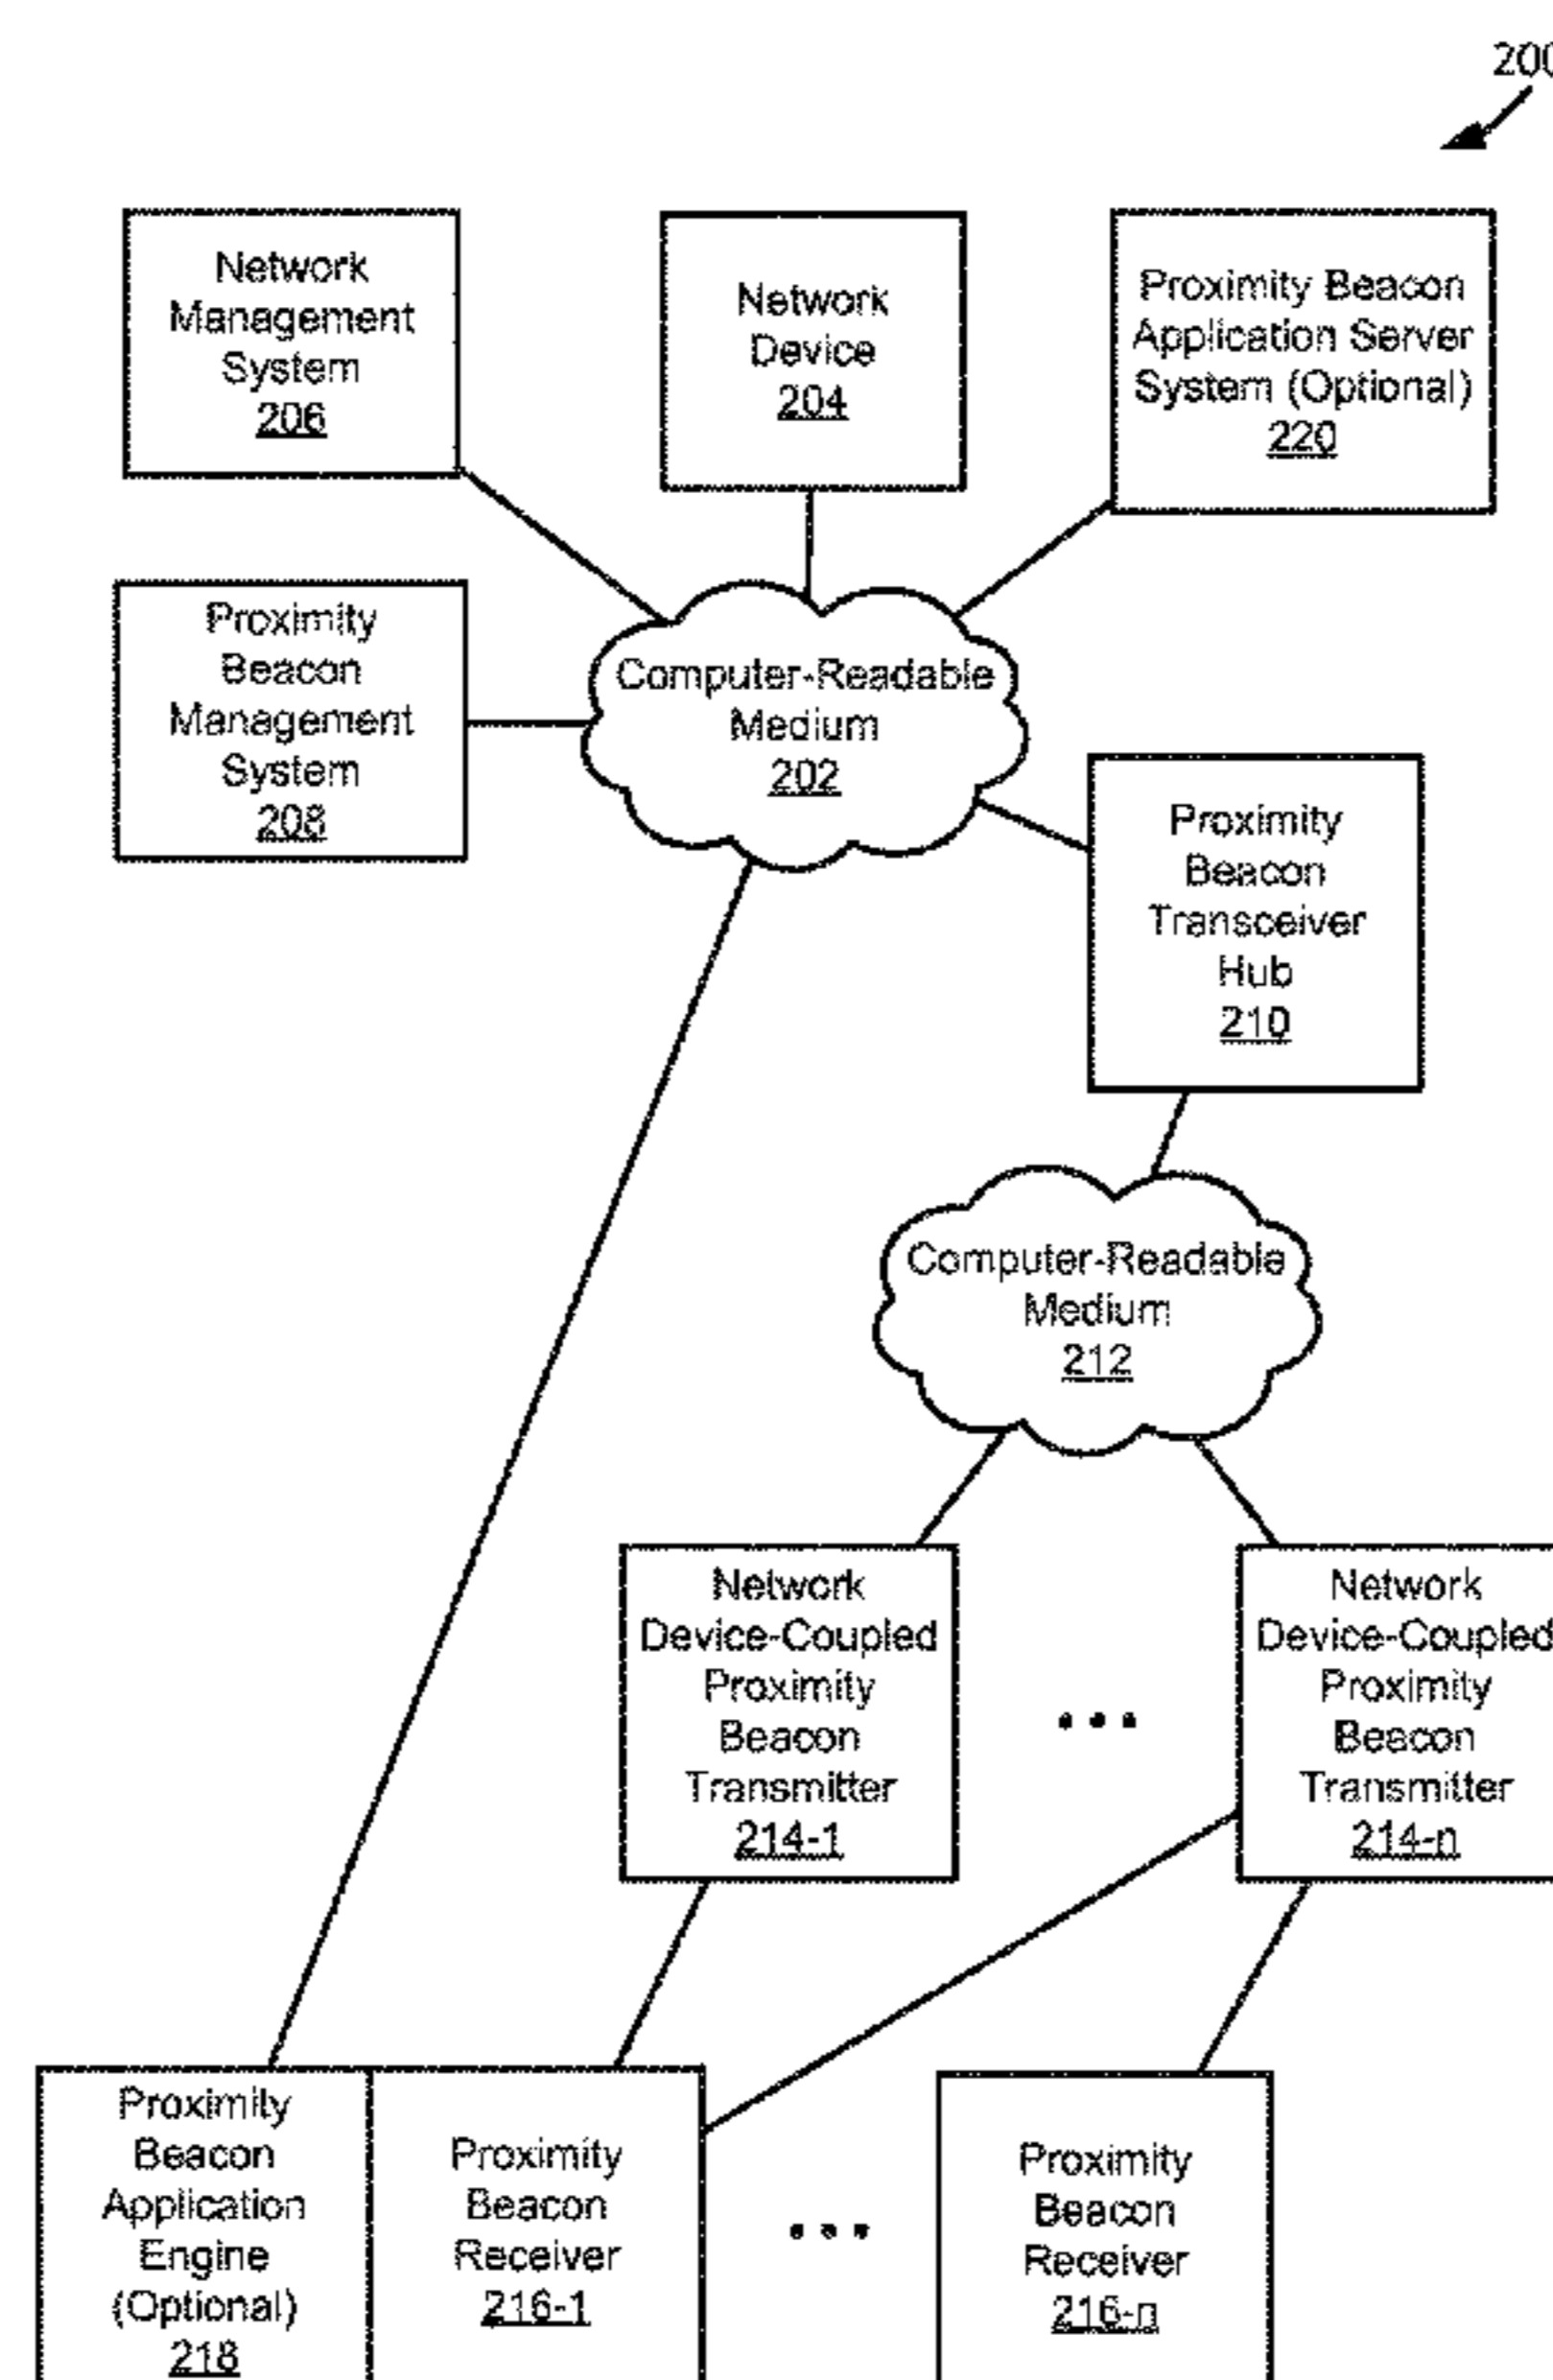 200
Network
Management
System
206
Network
Device
204
Proximity Beacon
Application Server
System (Optional)
220
Proximity
Beacon
Management
System
208
Computer-Readable
Medium
202
Proximity
Beacon
Transceiver
Hub
210
Computer-Readable
Medium
212
Network
Device-Coupled
Proximity
Beacon
Transmitter
214-1
...
Network
Device-Coupled
Proximity
Beacon
Transmitter
214-n
Proximity
Beacon
Application
Engine
(Optional)
218
Proximity
Beacon
Receiver
216-1
...
Proximity
Beacon
Receiver
216-n